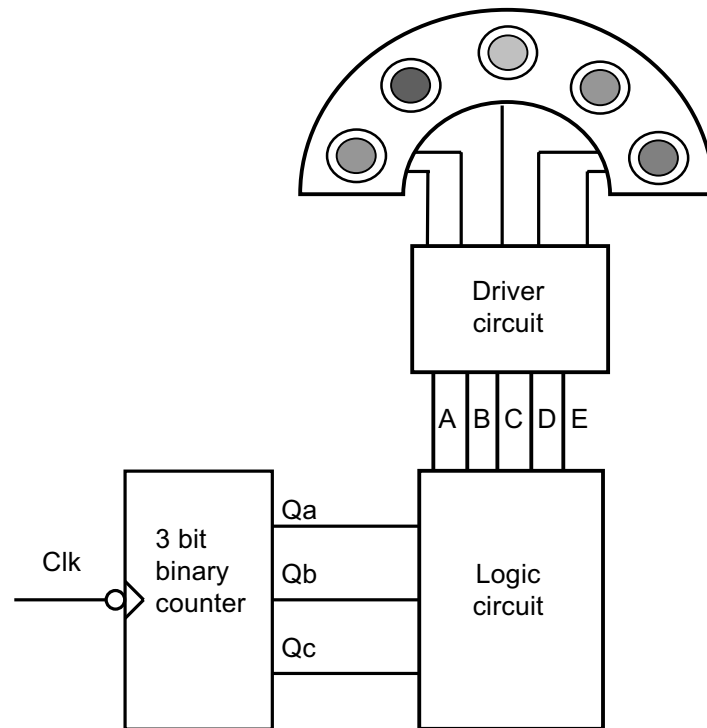 Driver
circuit
A B C D E
Qa
3 bit
binary
counter
Clk
Qb
Logic
circuit
Qc